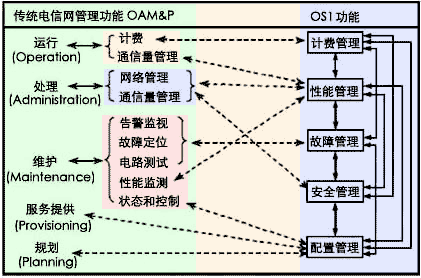 传统电信网管理功能 OAM&P
OS1 功能
运行
(Operation)
计费
通信量管理
处理
(Administration)
网络管理
通信量管理
维护
(Maintenance)
告警监视
故障定位
电路测试
性能监测
状态和控制
服务提供
(Provisioning)
规划
(Planning)
计费管理
性能管理
故障管理
安全管理
配置管理